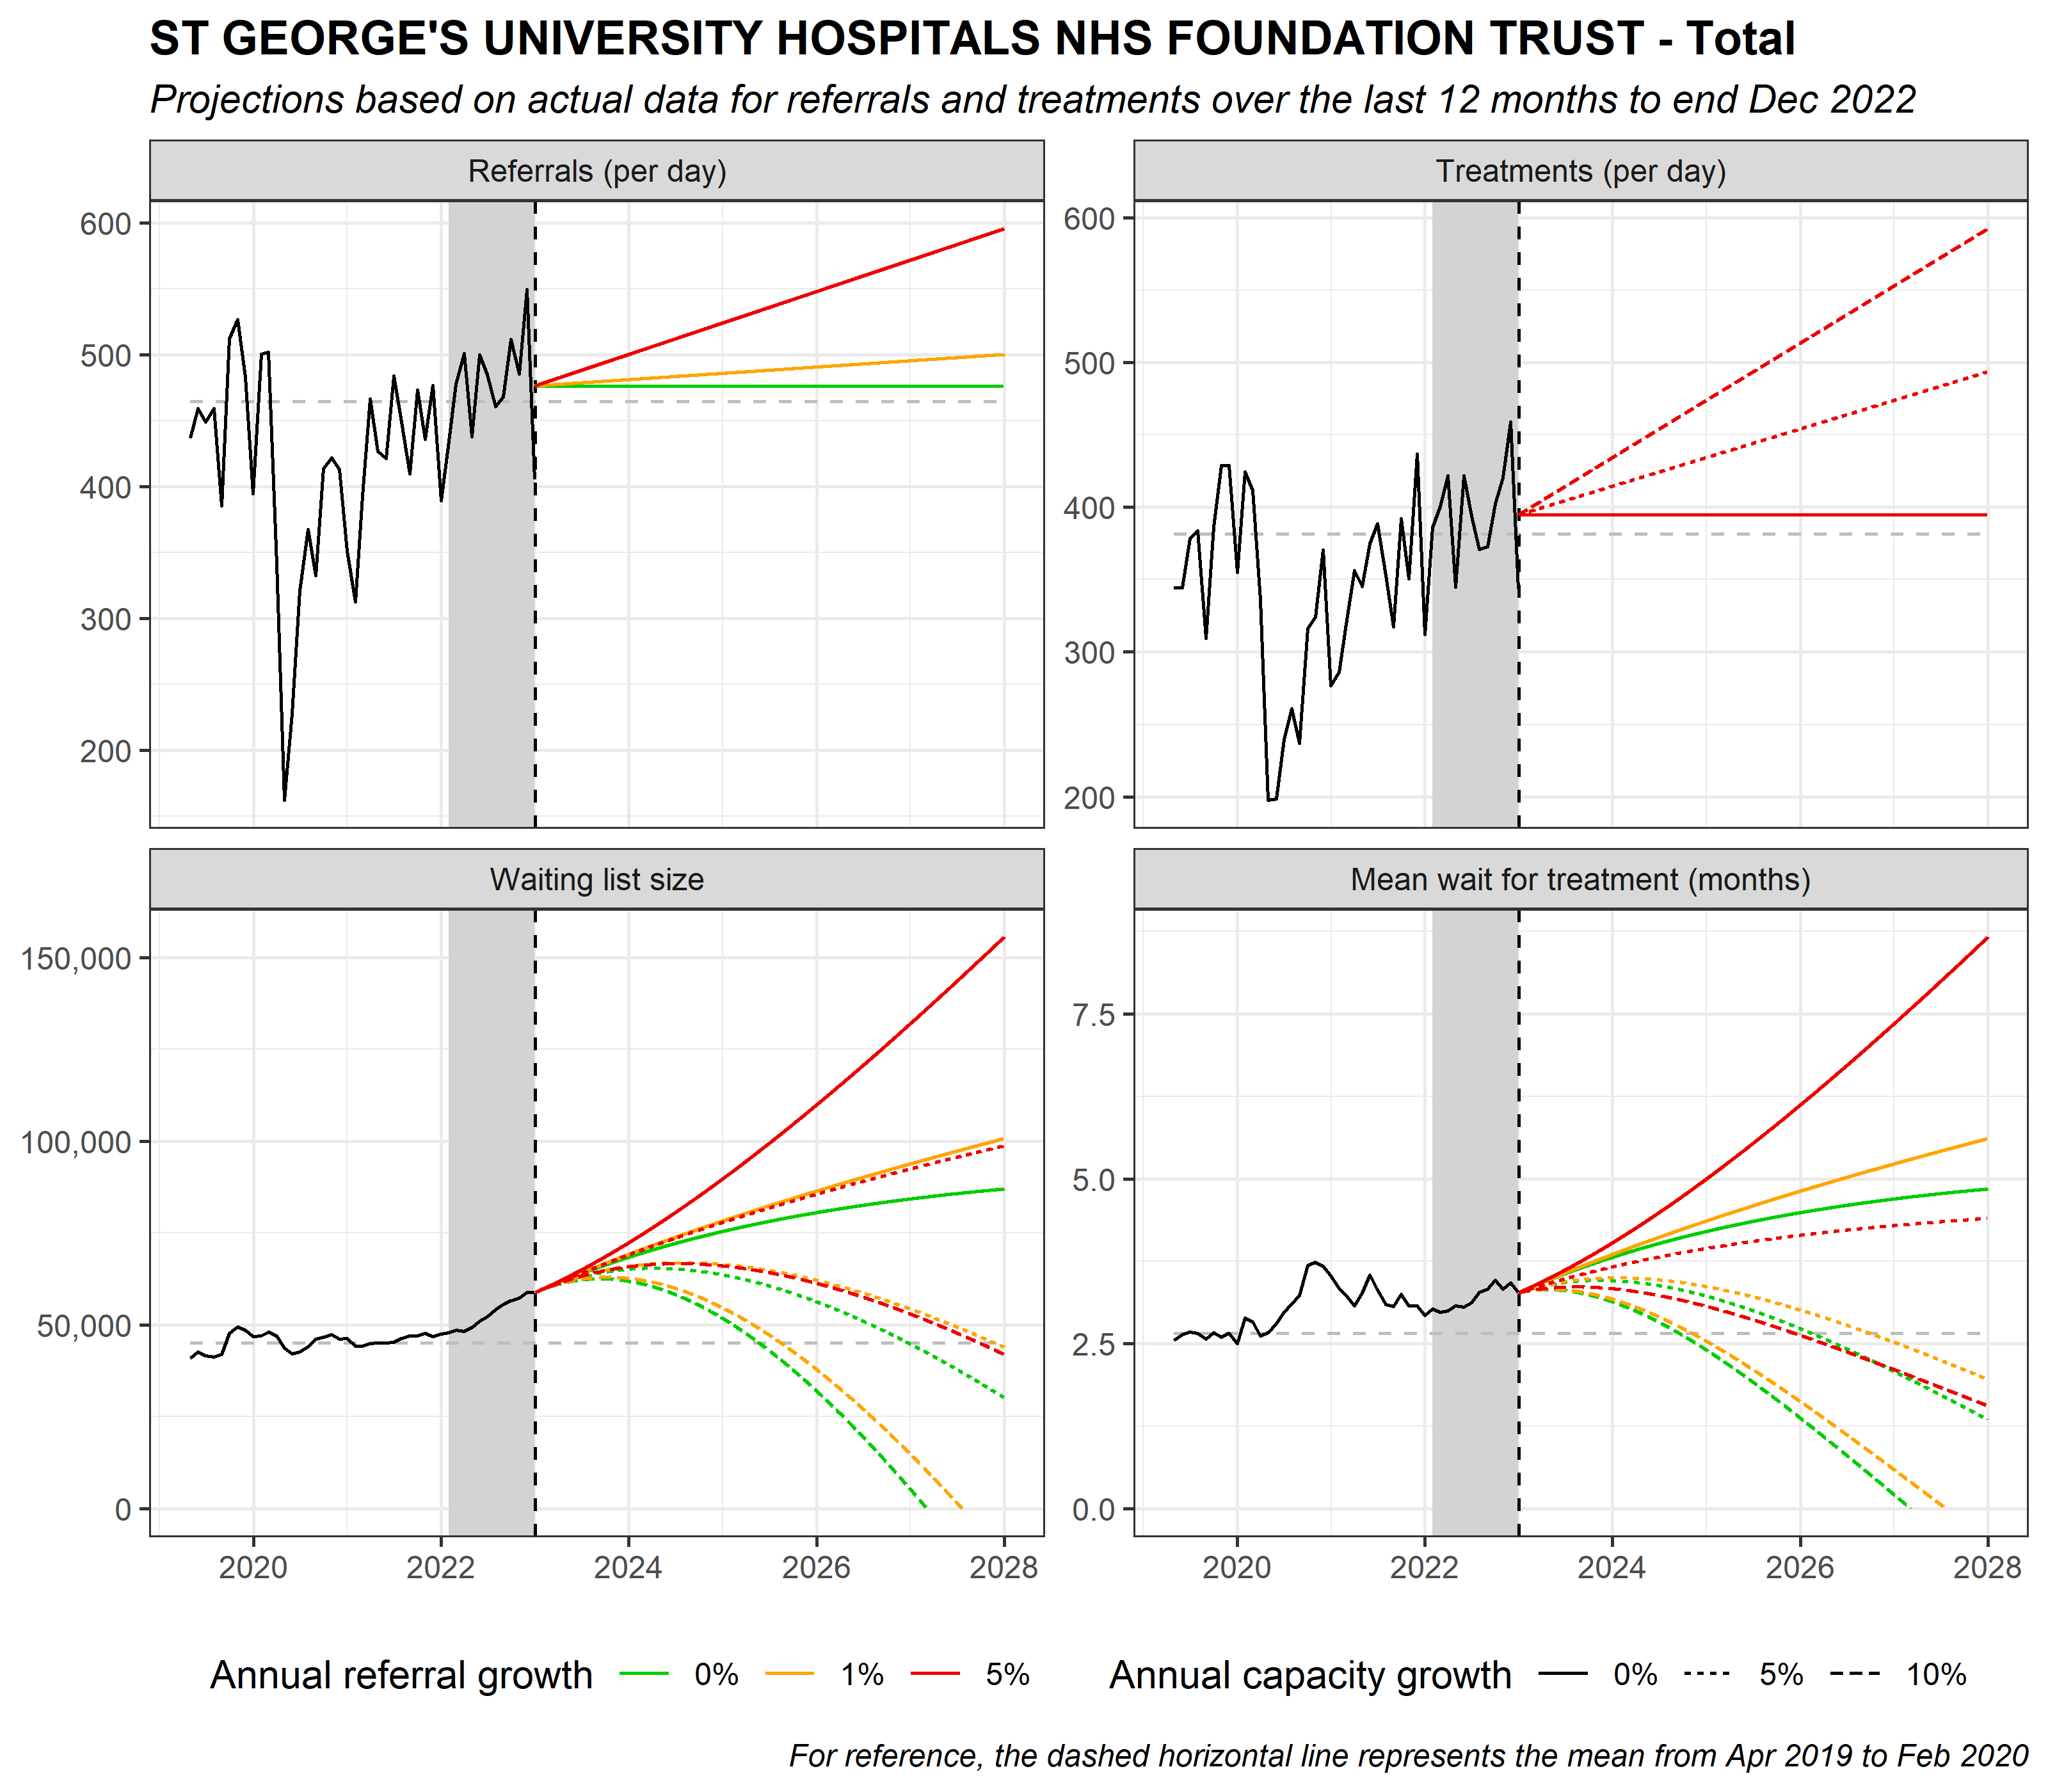 ST GEORGE'S UNIVERSITY HOSPITALS NHS FOUNDATION TRUST - Total
Projections based on actual data for referrals and treatments over the last 12 months to end Dec 2022
Referrals (per day)
600
500
400
300
200
Treatments (per day)
600
500
400
300
200
Waiting list size
150,000
100,000
50,000
0
2020 2022 2024 2026 2028
Mean wait for treatment (months)
7.5
5.0
2.5
0.0
2020 2022 2024 2026 2028
Annual referral growth 0% 1% 5%
Annual capacity growth 0% 5% 10%
For reference, the dashed horizontal line represents the mean from Apr 2019 to Feb 2020